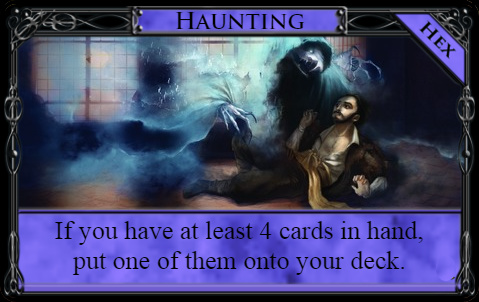 HAUNTING
HEX
If you have at least 4 cards in hand,
put one of them onto your deck.